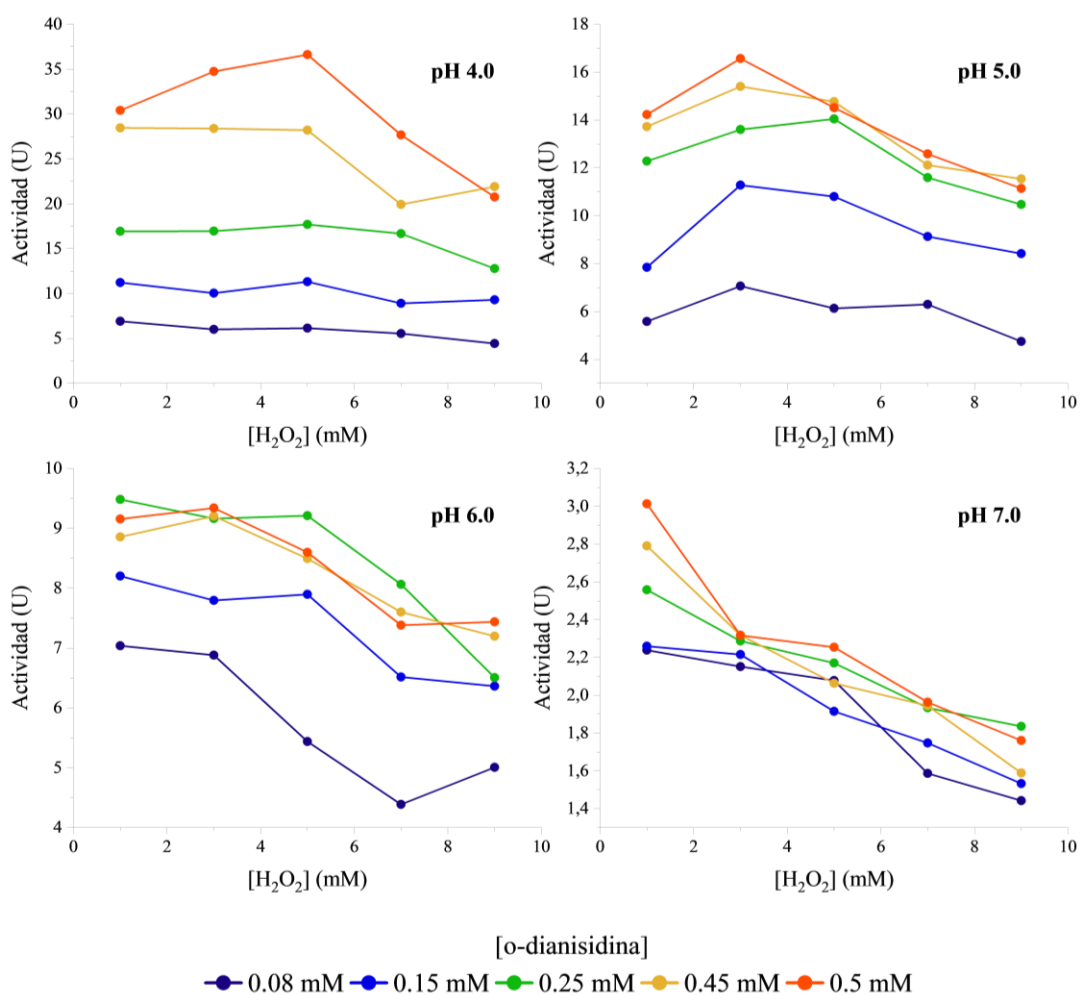 pH 4.0
Actividad (U)
40
35
30
25
20
15
10
5
0
0 2 4 6 8 10
[H₂O₂] (mM)
pH 5.0
Actividad (U)
18
16
14
12
10
8
6
4
0 2 4 6 8 10
[H₂O₂] (mM)
pH 6.0
Actividad (U)
10
9
8
7
6
5
4
0 2 4 6 8 10
[H₂O₂] (mM)
pH 7.0
Actividad (U)
3,2
3,0
2,8
2,6
2,4
2,2
2,0
1,8
1,6
1,4
0 2 4 6 8 10
[H₂O₂] (mM)
[o-dianisidina]
0.08 mM 0.15 mM 0.25 mM 0.45 mM 0.5 mM